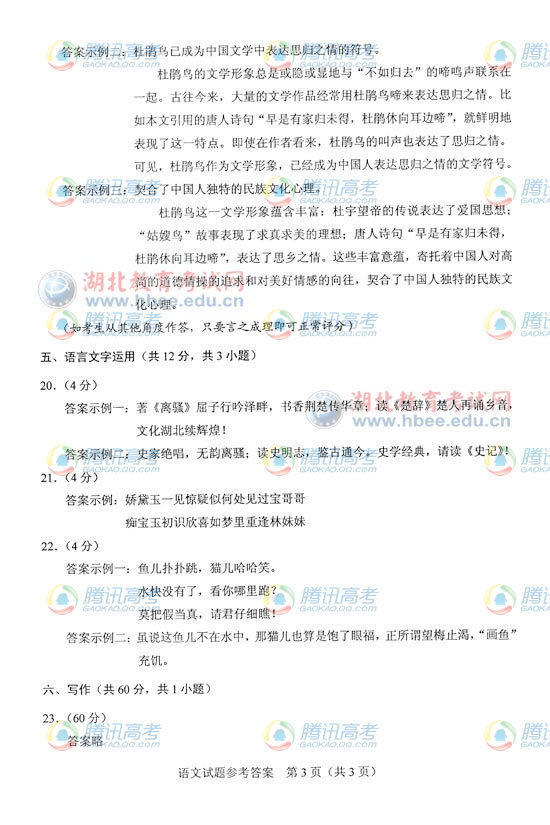 答案示例二：杜鹃鸟已成为中国文学中表达思归之情的符号。
杜鹃鸟的文学形象总是或隐或显地与“不如归去”的啼鸣声联系在
一起。古往今来，大量的文学作品经常用杜鹃鸟啼来表达思归之情。比
如本文引用的唐人诗句“早是有家归未得，杜鹃休向耳边啼”，就鲜明地
表现了这一特点。即使在作者看来，杜鹃鸟的叫声也表达了思归之情。
可见，杜鹃鸟作为文学形象，已经成为中国人表达思归之情的文学符号。
答案示例三：契合了中国人独特的民族文化心理。
杜鹃鸟这一文学形象蕴含丰富：杜宇望帝的传说表达了爱国思想；
“姑嫂鸟”故事表现了求真求美的理想；唐人诗句“早是有家归未得，
杜鹃休向耳边啼”，表达了思乡之情。这些丰富意蕴，寄托着中国人对高
尚的道德情操的追求和对美好情感的向往，契合了中国人独特的民族文
化心理。
（如考生从其他角度作答，只要言之成理即可正常评分）
五、语言文字运用（共12分，共3小题）
20．（4分）
答案示例一：著《离骚》屈子行吟泽畔，书香荆楚传华章；读《楚辞》楚人再诵乡音，
文化湖北续辉煌！
答案示例二：史家绝唱，无韵离骚；读史明志，鉴古通今。史学经典，请读《史记》！
21．（4分）
答案示例一：娇黛玉一见惊疑似何处见过宝哥哥
痴宝玉初识欣喜如梦里重逢林妹妹
22．（4分）
答案示例一：鱼儿扑扑跳，猫儿哈哈笑。
水快没有了，看你哪里跑？
莫把假当真，请君仔细瞧！
答案示例二：虽说这鱼儿不在水中，那猫儿也算是饱了眼福，正所谓望梅止渴，“画鱼”
充饥。
六、写作（共60分，共1小题）
23．（60分）
答案略
语文试题参考答案 第3页（共3页）
腾讯高考
GAOKAO.QQ.COM
湖北教育考试网
www.hbee.edu.cn